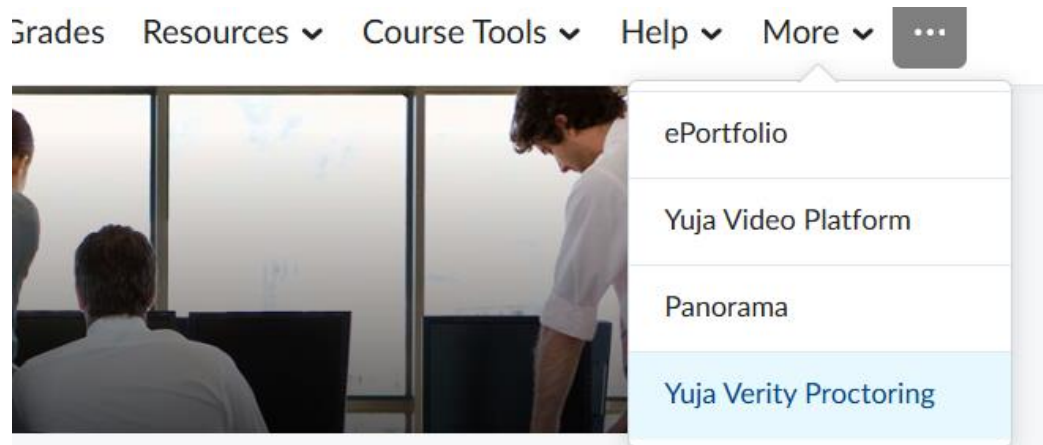 Grades Resources Course Tools Help More ...
ePortfolio
Yuja Video Platform
Panorama
Yuja Verity Proctoring